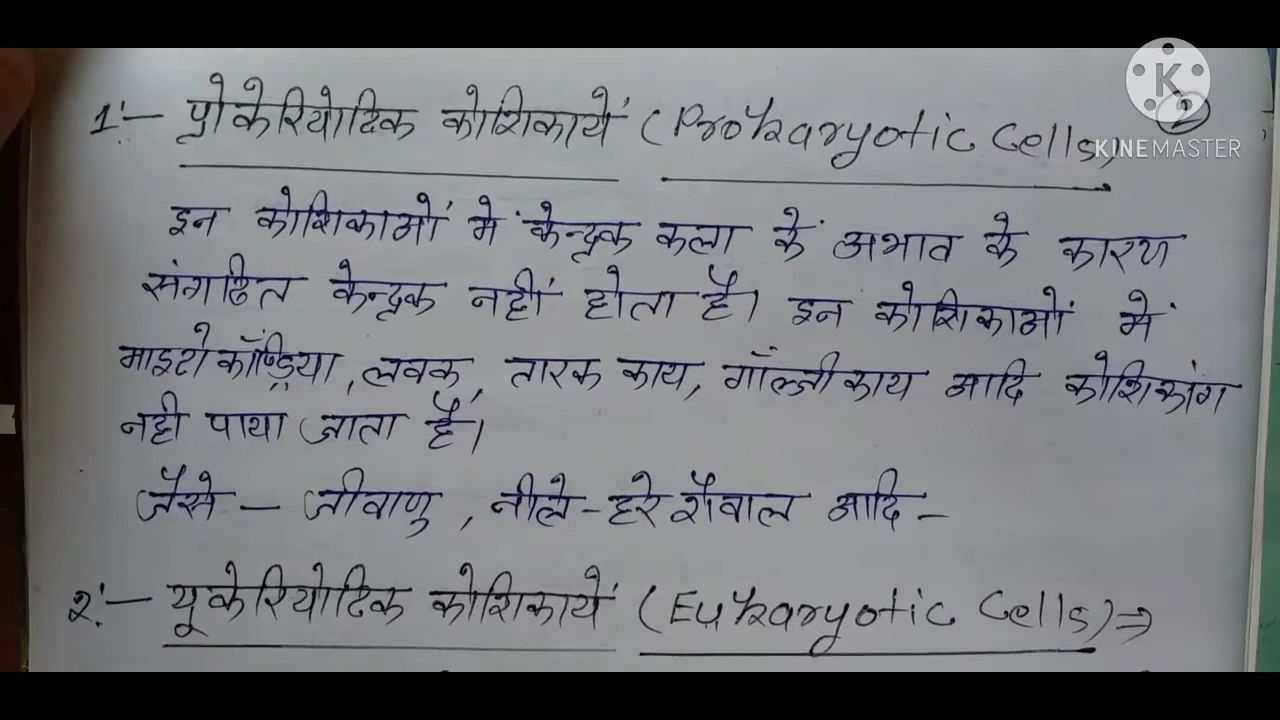 ②
1:- प्रोकेरियोटिक कोशिकायें (Prokaryotic Cells)
KINEMASTER
इन कोशिकाओं में केन्द्रक कला के अभाव के कारण
संगठित केन्द्रक नहीं होता है। इन कोशिकाओं में
माइटोकॉण्ड्रिया, लवक, तारक काय, गॉल्जीकाय आदि कोशिकांग
नही पाया जाता है।
जैसे - जीवाणु, नीले-हरे शैवाल आदि -
2:- यूकेरियोटिक कोशिकायें (Eukaryotic Cells) ⇒